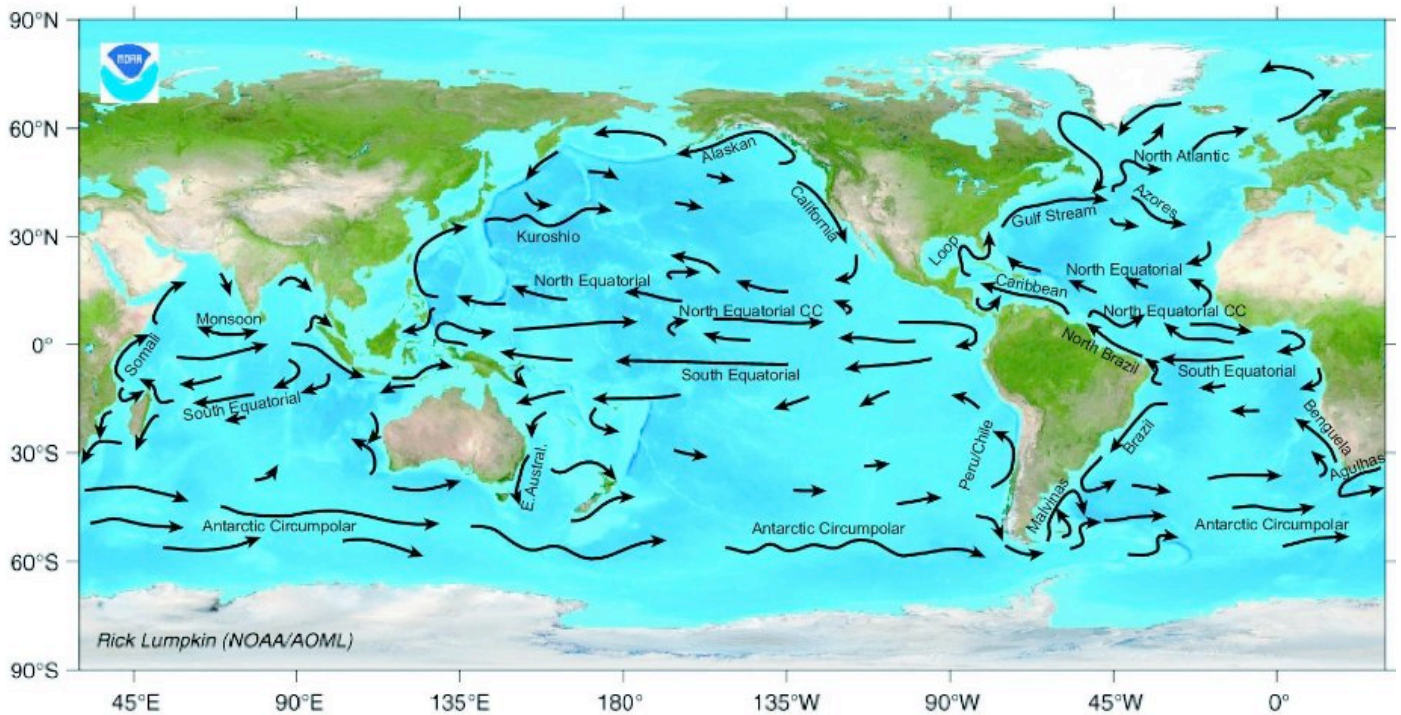 90°N
NOAA
60°N
Alaskan
North Atlantic
California
Azores
Gulf Stream
30°N
Kuroshio
Loop
North Equatorial
North Equatorial
Caribbean
Monsoon
North Equatorial CC
North Equatorial CC
0°
Somali
North Brazil
South Equatorial
South Equatorial
South Equatorial
Brazil
Benguela
30°S
Peru/Chile
Agulhas
E. Austral.
Malvinas
Antarctic Circumpolar
Antarctic Circumpolar
Antarctic Circumpolar
60°S
Rick Lumpkin (NOAA/AOML)
90°S
45°E 90°E 135°E 180° 135°W 90°W 45°W 0°